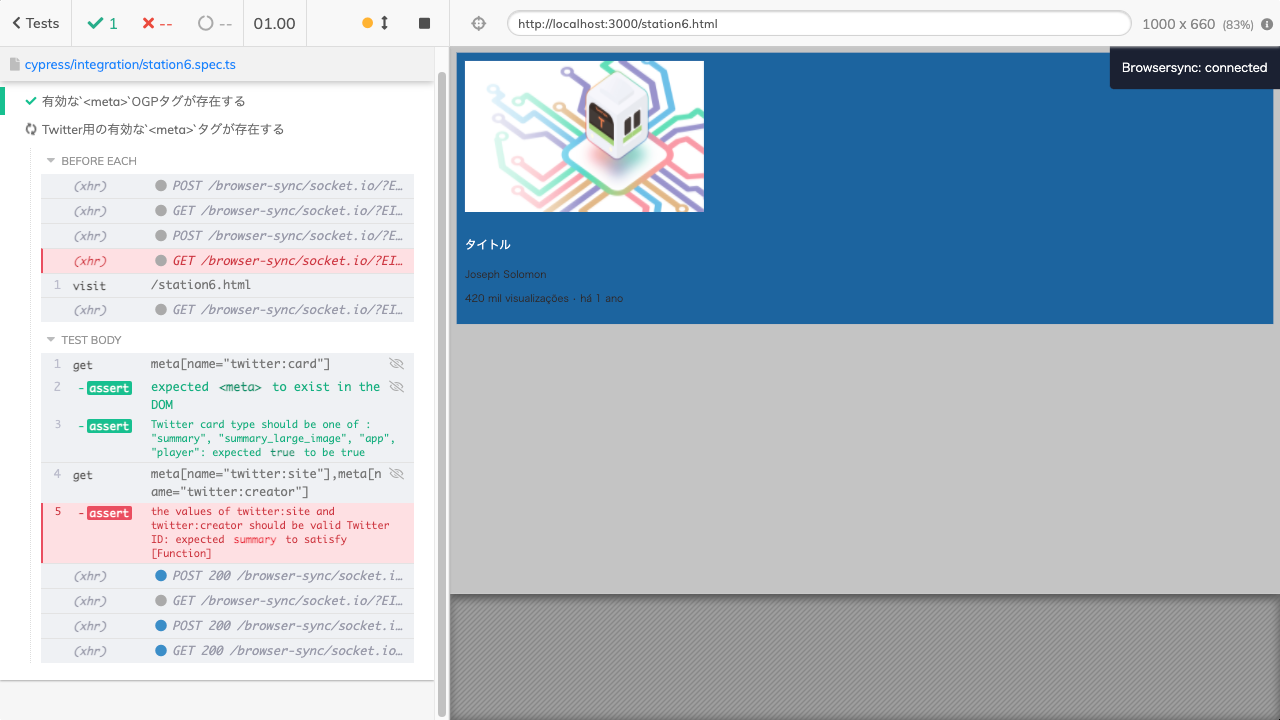 Tests
1
--
--
01.00
http://localhost:3000/station6.html
1000 x 660 (83%)
cypress/integration/station6.spec.ts
Browsersync: connected
有効な`<meta>`OGPタグが存在する
Twitter用の有効な`<meta>`タグが存在する
BEFORE EACH
(xhr) POST /browser-sync/socket.io/?EI…
(xhr) GET /browser-sync/socket.io/?EI…
(xhr) POST /browser-sync/socket.io/?E…
(xhr) GET /browser-sync/socket.io/?EI…
1 visit /station6.html
(xhr) GET /browser-sync/socket.io/?EI…
TEST BODY
1 get meta[name="twitter:card"]
2 -assert expected <meta> to exist in the
DOM
3 -assert Twitter card type should be one of :
"summary", "summary_large_image", "app",
"player": expected true to be true
4 get meta[name="twitter:site"],meta[n
ame="twitter:creator"]
5 -assert the values of twitter:site and
twitter:creator should be valid Twitter
ID: expected summary to satisfy
[Function]
(xhr) POST 200 /browser-sync/socket.i…
(xhr) GET /browser-sync/socket.io/?EI…
(xhr) POST 200 /browser-sync/socket.i…
(xhr) GET 200 /browser-sync/socket.io…
T
タイトル
Joseph Solomon
420 mil visualizações - há 1 ano